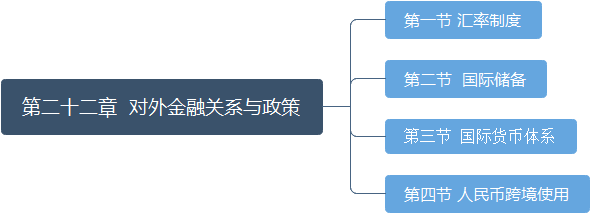 第二十二章 对外金融关系与政策
第一节 汇率制度
第二节 国际储备
第三节 国际货币体系
第四节 人民币跨境使用